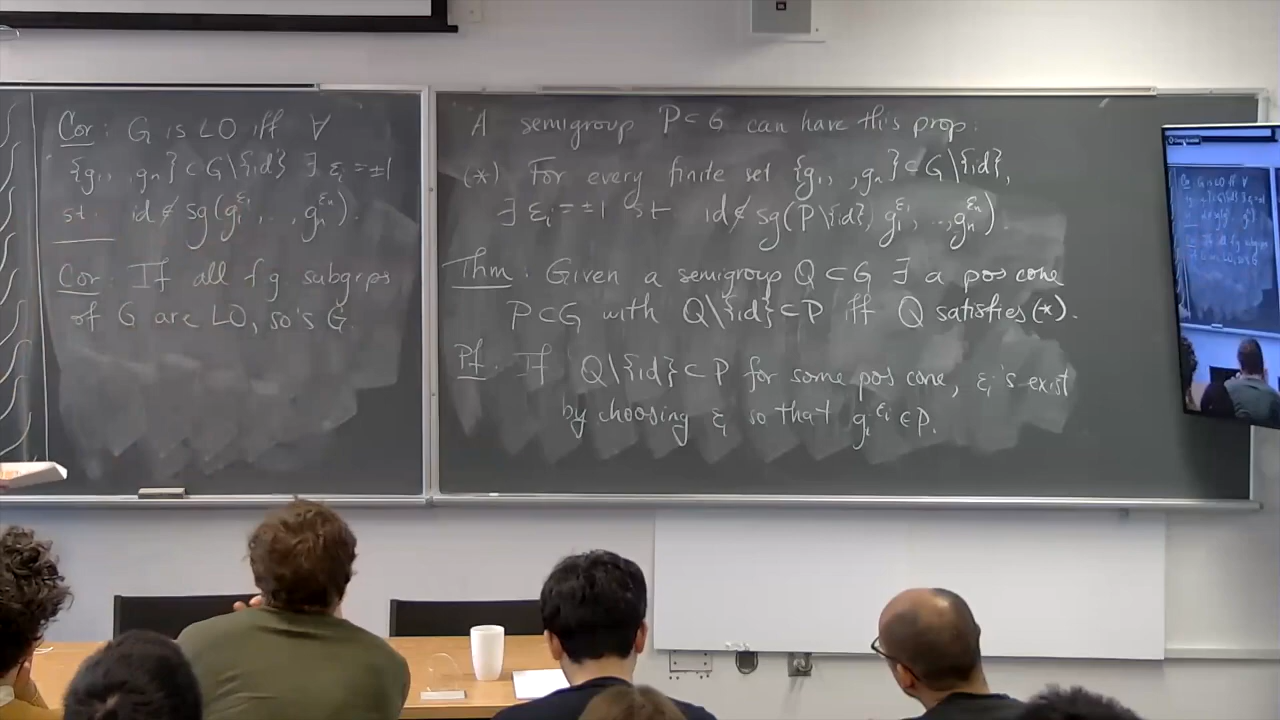 Cor: G is LO iff ∀
{g₁, ,gₙ}⊂G\{id} ∃ εᵢ=±1
st. id∉sg(g₁^ε₁,...,gₙ^εₙ).
Cor: If all f.g. subgrps
of G are LO, so's G.
A semigroup P⊂G can have this prop:
(*) For every finite set {g₁, ,gₙ}⊂G\{id},
∃ εᵢ=±1 st. id∉sg(P\{id}, g₁^ε₁,..,gₙ^εₙ).
Thm: Given a semigroup Q⊂G ∃ a pos cone
P⊂G with Q\{id}⊂P iff Q satisfies (*).
Pf: If Q\{id}⊂P for some pos cone, εᵢ's exist
by choosing εᵢ so that gᵢ^εᵢ∈P.